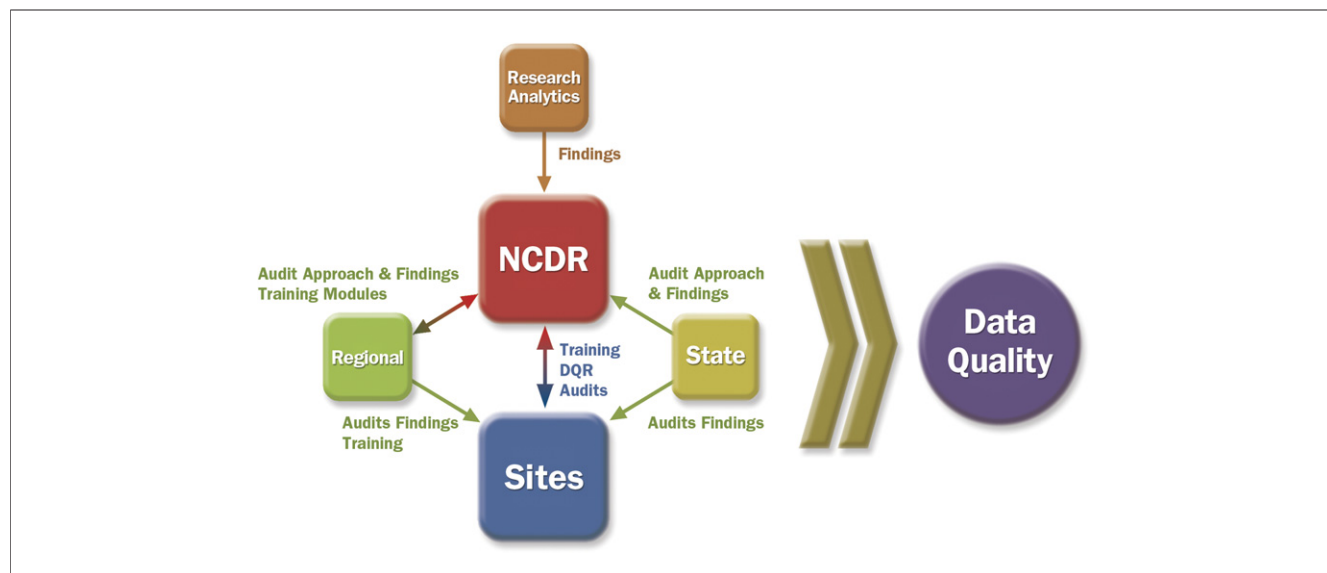 Research
Analytics
Findings
NCDR
Audit Approach & Findings
Training Modules
Audit Approach
& Findings
Regional
Training
DQR
Audits
State
Data
Quality
Audits Findings
Training
Audits Findings
Sites